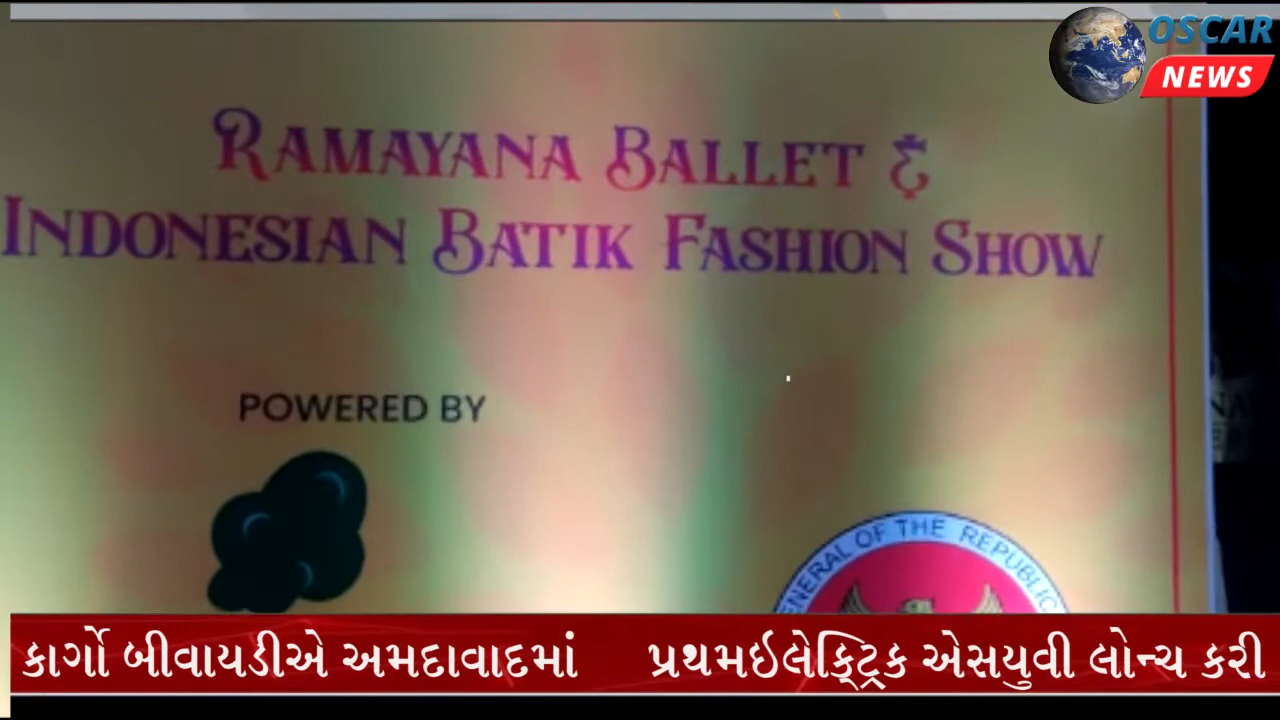 OSCAR
NEWS
RAMAYANA BALLET &
INDONESIAN BATIK FASHION SHOW
POWERED BY
GENERAL OF THE REPUBLIC
કાર્ગો બીવાયડીએ અમદાવાદમાં પ્રથમઇલેક્ટ્રિક એસયુવી લોન્ચ કરી